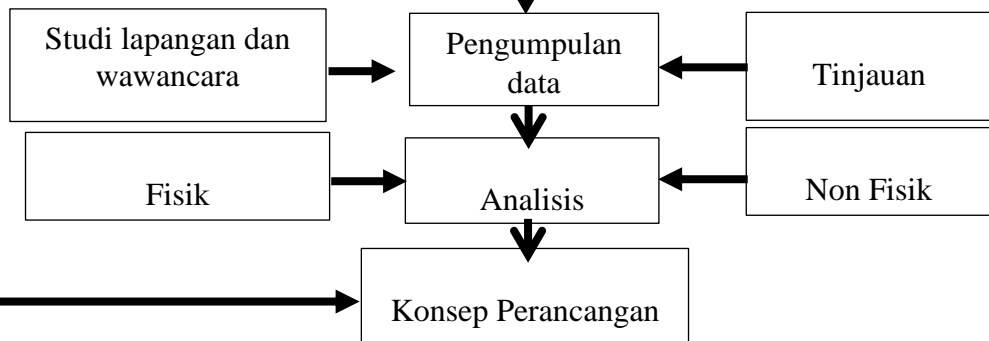 Studi lapangan dan
wawancara
Pengumpulan
data
Tinjauan
Fisik
Analisis
Non Fisik
Konsep Perancangan